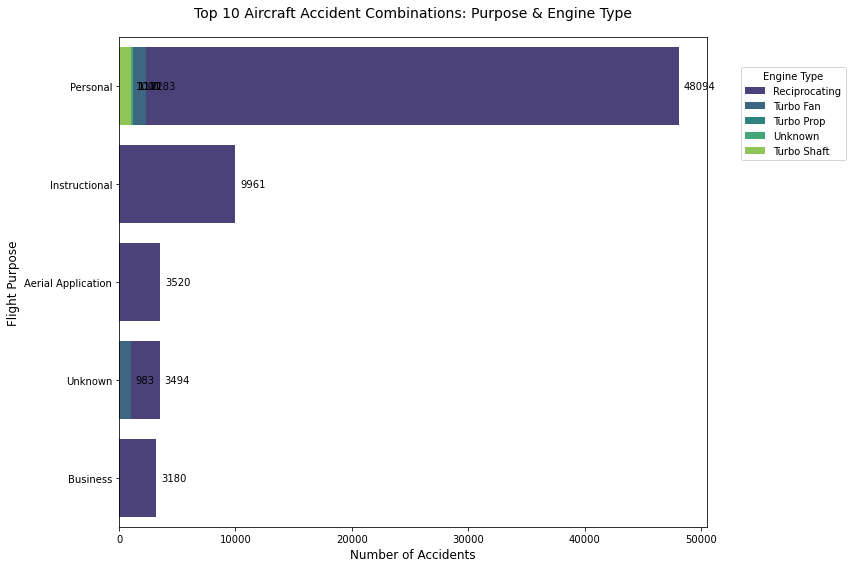 Top 10 Aircraft Accident Combinations: Purpose & Engine Type
Engine Type
Reciprocating
Turbo Fan
Turbo Prop
Unknown
Turbo Shaft
Personal
48094
Instructional
9961
Aerial Application
3520
Unknown
983
3494
Business
3180
0
10000
20000
30000
40000
50000
Number of Accidents
Flight Purpose